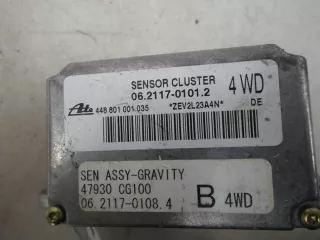 SENSOR CLUSTER 4WD
06.2117-0101.2
Ate 446 601 001 035 *ZEV2L23A4N* DE
SEN ASSY-GRAVITY
47930 CG100
06.2117-0108.4
B 4WD